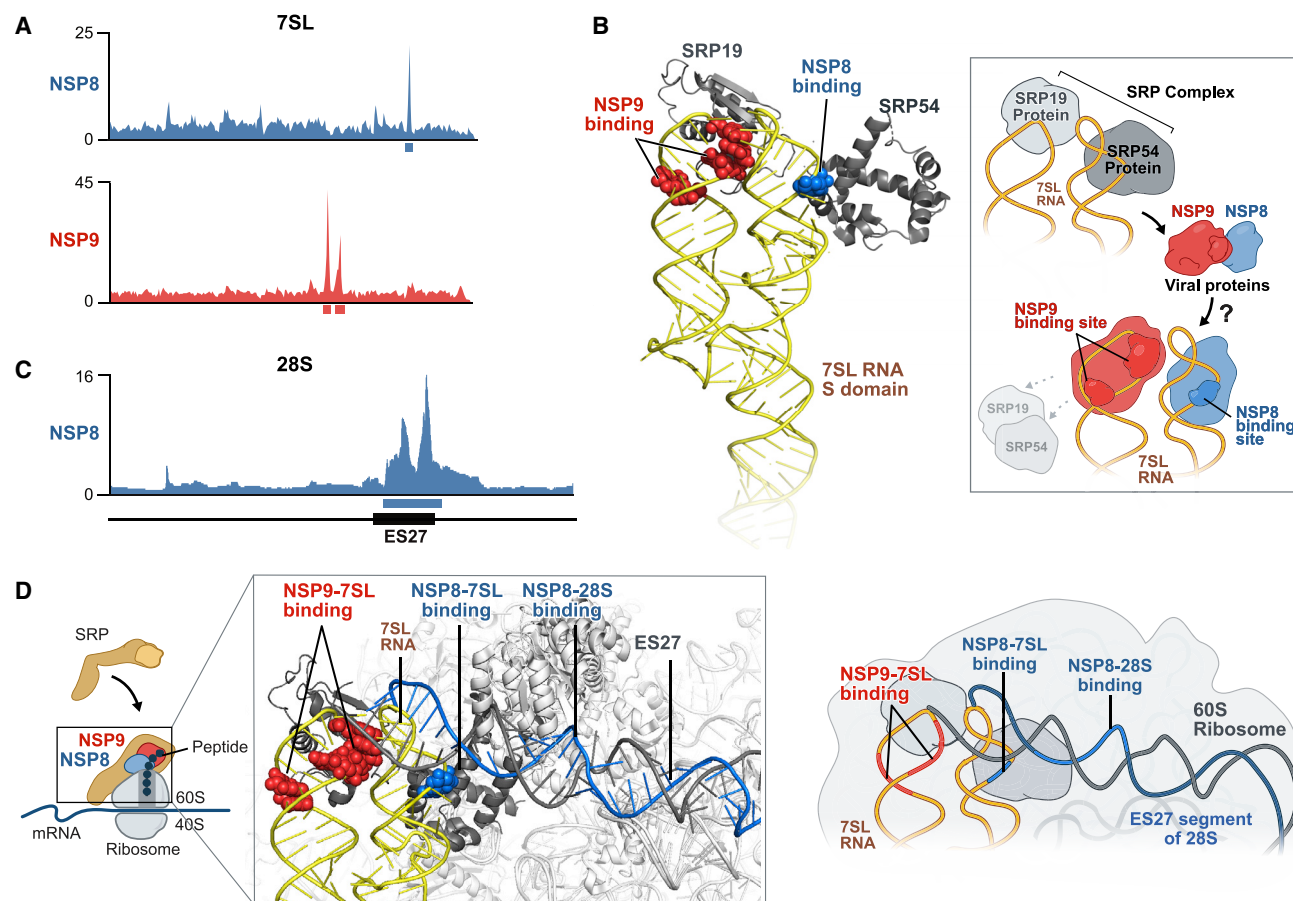 A
7SL
25
NSP8
0
45
NSP9
0
B
SRP19
NSP8
binding
NSP9
binding
SRP54
7SL RNA
S domain
SRP19
Protein
SRP Complex
SRP54
Protein
7SL
RNA
NSP9
NSP8
Viral proteins
?
NSP9
binding site
SRP19
SRP54
NSP8
binding
site
7SL
RNA
C
28S
16
NSP8
0
ES27
D
SRP
NSP9
NSP8
Peptide
60S
mRNA
40S
Ribosome
NSP9-7SL
binding
7SL
RNA
NSP8-7SL
binding
NSP8-28S
binding
ES27
NSP9-7SL
binding
NSP8-7SL
binding
NSP8-28S
binding
60S
Ribosome
7SL
RNA
ES27 segment
of 28S